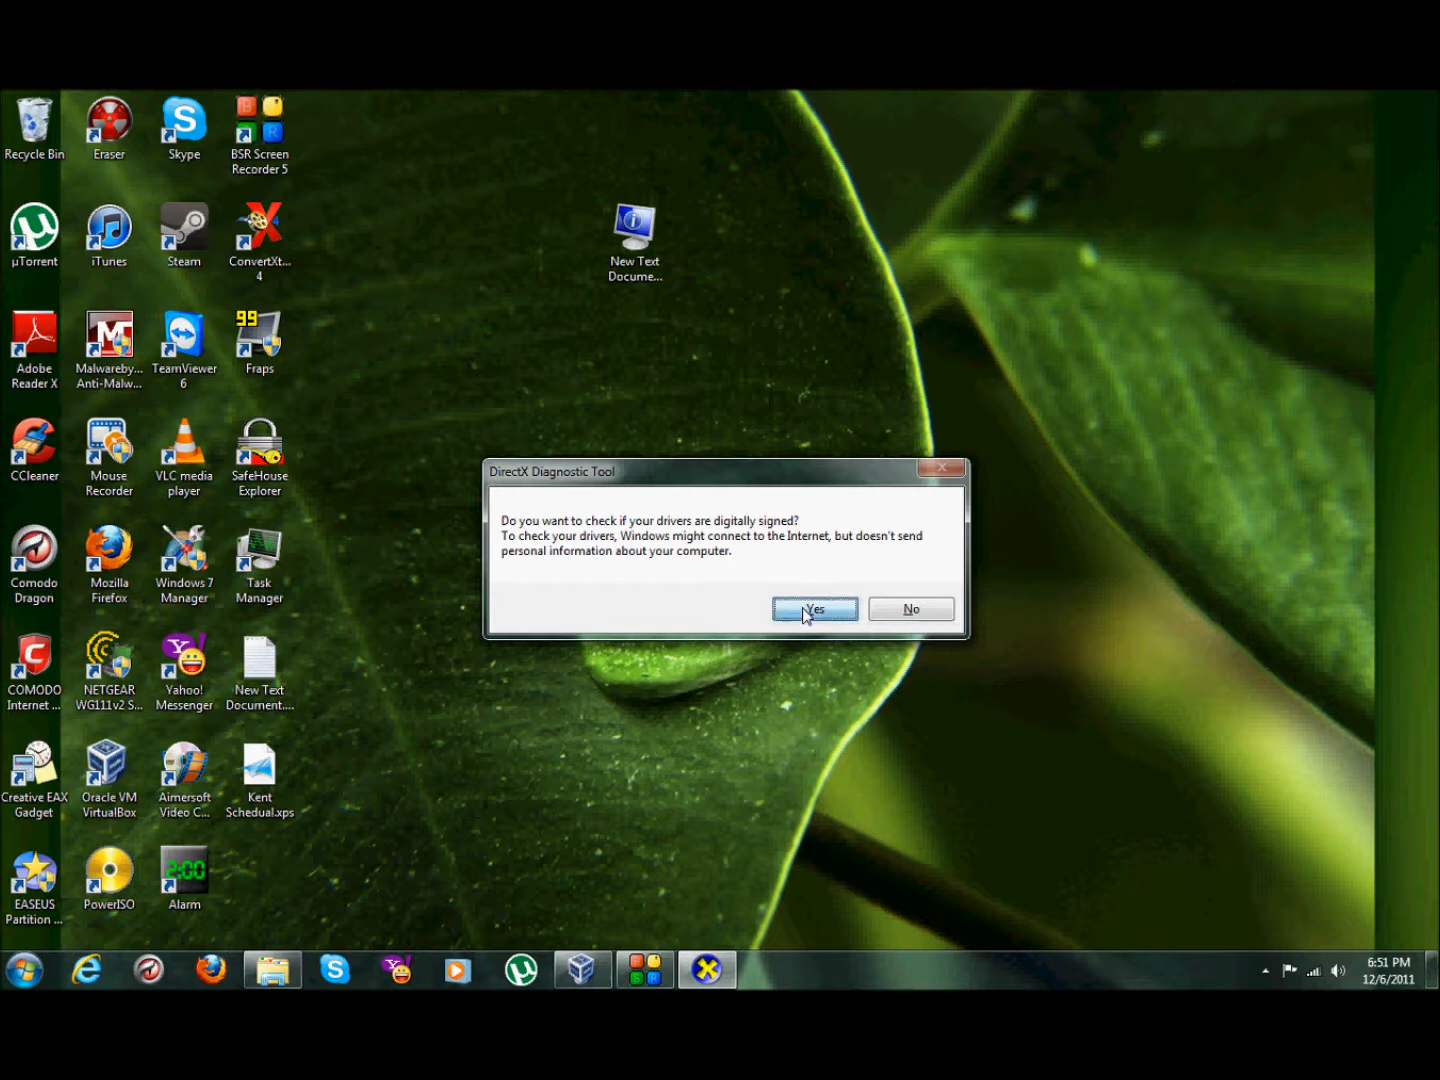 Recycle Bin
Eraser
Skype
BSR Screen
Recorder 5
µTorrent
iTunes
Steam
ConvertXt...
4
New Text
Docume...
99
Adobe
Reader X
Malwareby...
Anti-Malw...
TeamViewer
6
Fraps
CCleaner
Mouse
Recorder
VLC media
player
SafeHouse
Explorer
DirectX Diagnostic Tool
Do you want to check if your drivers are digitally signed?
To check your drivers, Windows might connect to the Internet, but doesn't send
personal information about your computer.
Yes
No
Comodo
Dragon
Mozilla
Firefox
Windows 7
Manager
Task
Manager
COMODO
Internet ...
NETGEAR
WG111v2 S...
Yahoo!
Messenger
New Text
Document....
Creative EAX
Gadget
Oracle VM
VirtualBox
Aimersoft
Video C...
Kent
Schedual.xps
2:00
EASEUS
Partition ...
PowerISO
Alarm
6:51 PM
12/6/2011